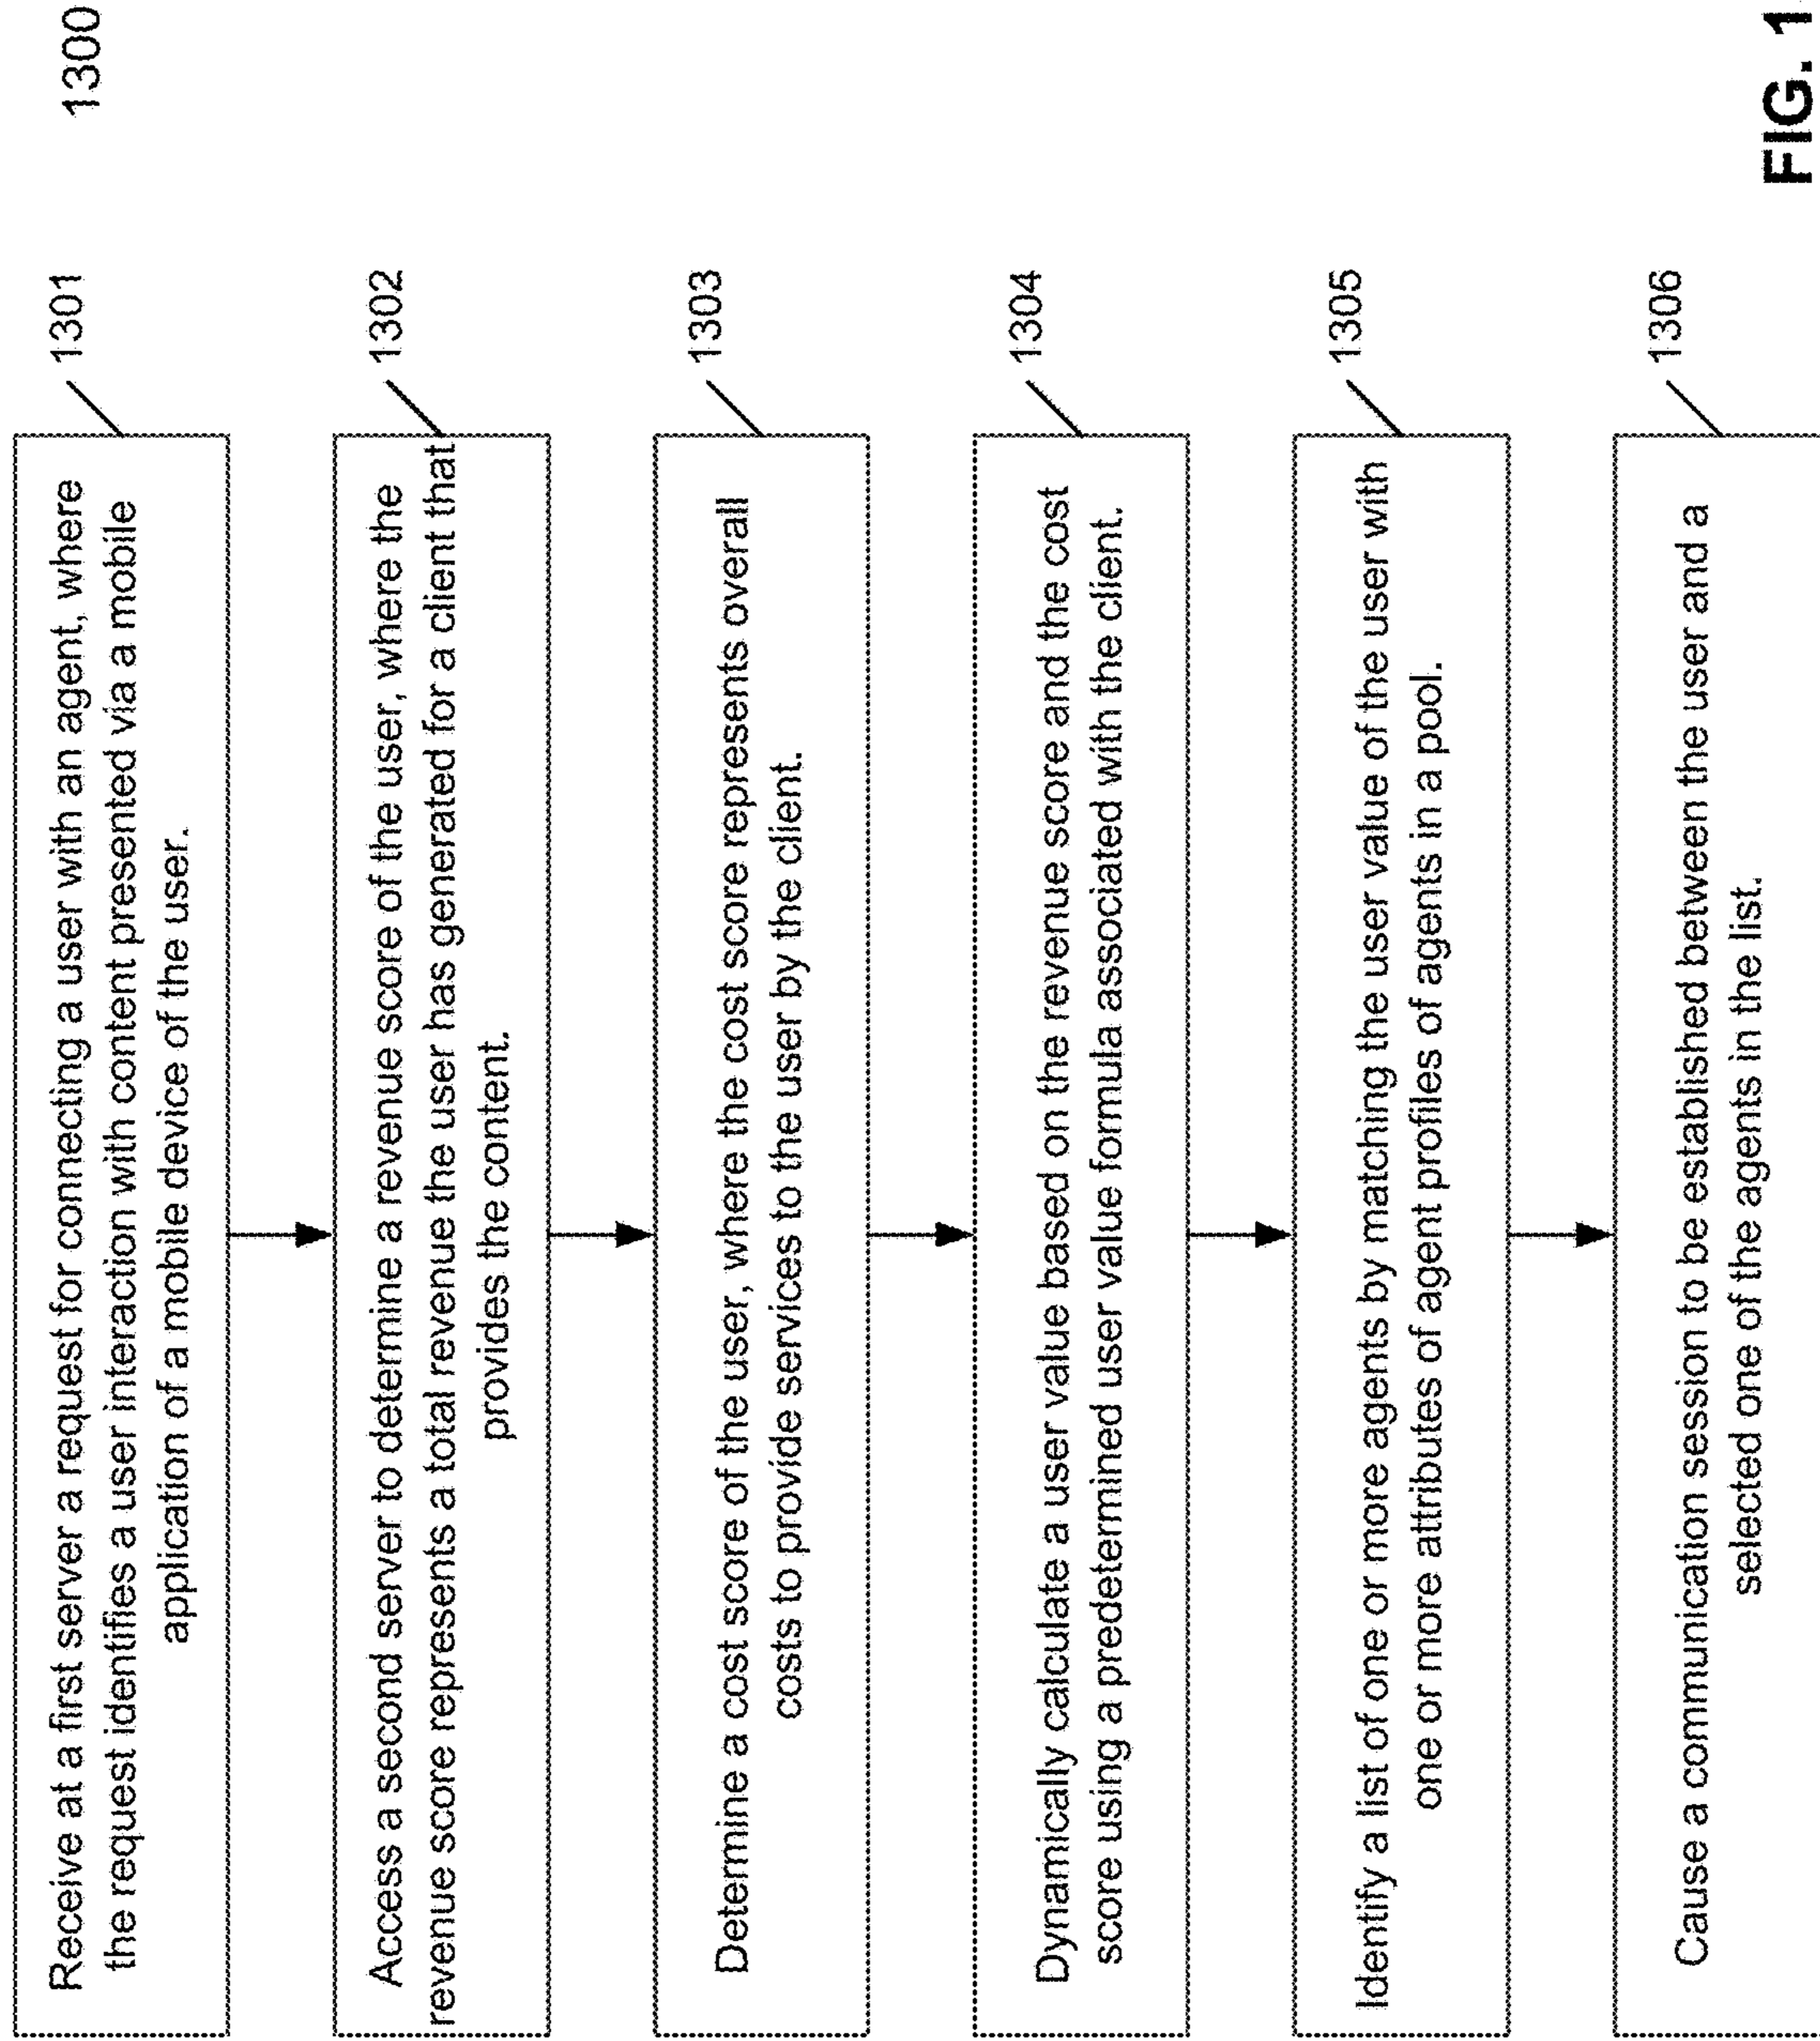 1300
Receive at a first server a request for connecting a user with an agent, where
the request identifies a user interaction with content presented via a mobile
application of a mobile device of the user.
1301
Access a second server to determine a revenue score of the user, where the
revenue score represents a total revenue the user has generated for a client that
provides the content.
1302
Determine a cost score of the user, where the cost score represents overall
costs to provide services to the user by the client.
1303
Dynamically calculate a user value based on the revenue score and the cost
score using a predetermined user value formula associated with the client.
1304
Identify a list of one or more agents by matching the user value of the user with
one or more attributes of agent profiles of agents in a pool.
1305
Cause a communication session to be established between the user and a
selected one of the agents in the list.
1306
FIG. 1